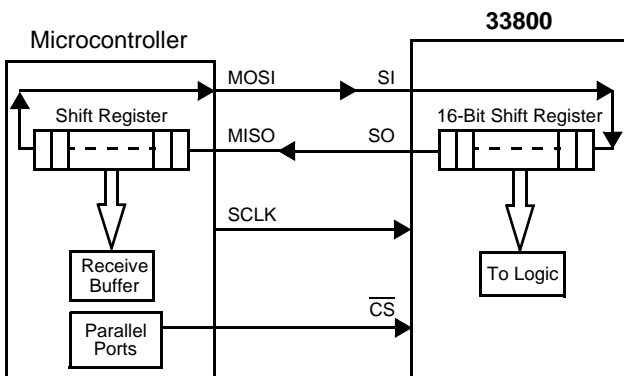 33800
Microcontroller
MOSI
SI
Shift Register
16-Bit Shift Register
MISO
SO
SCLK
Receive
Buffer
To Logic
Parallel
Ports
CS